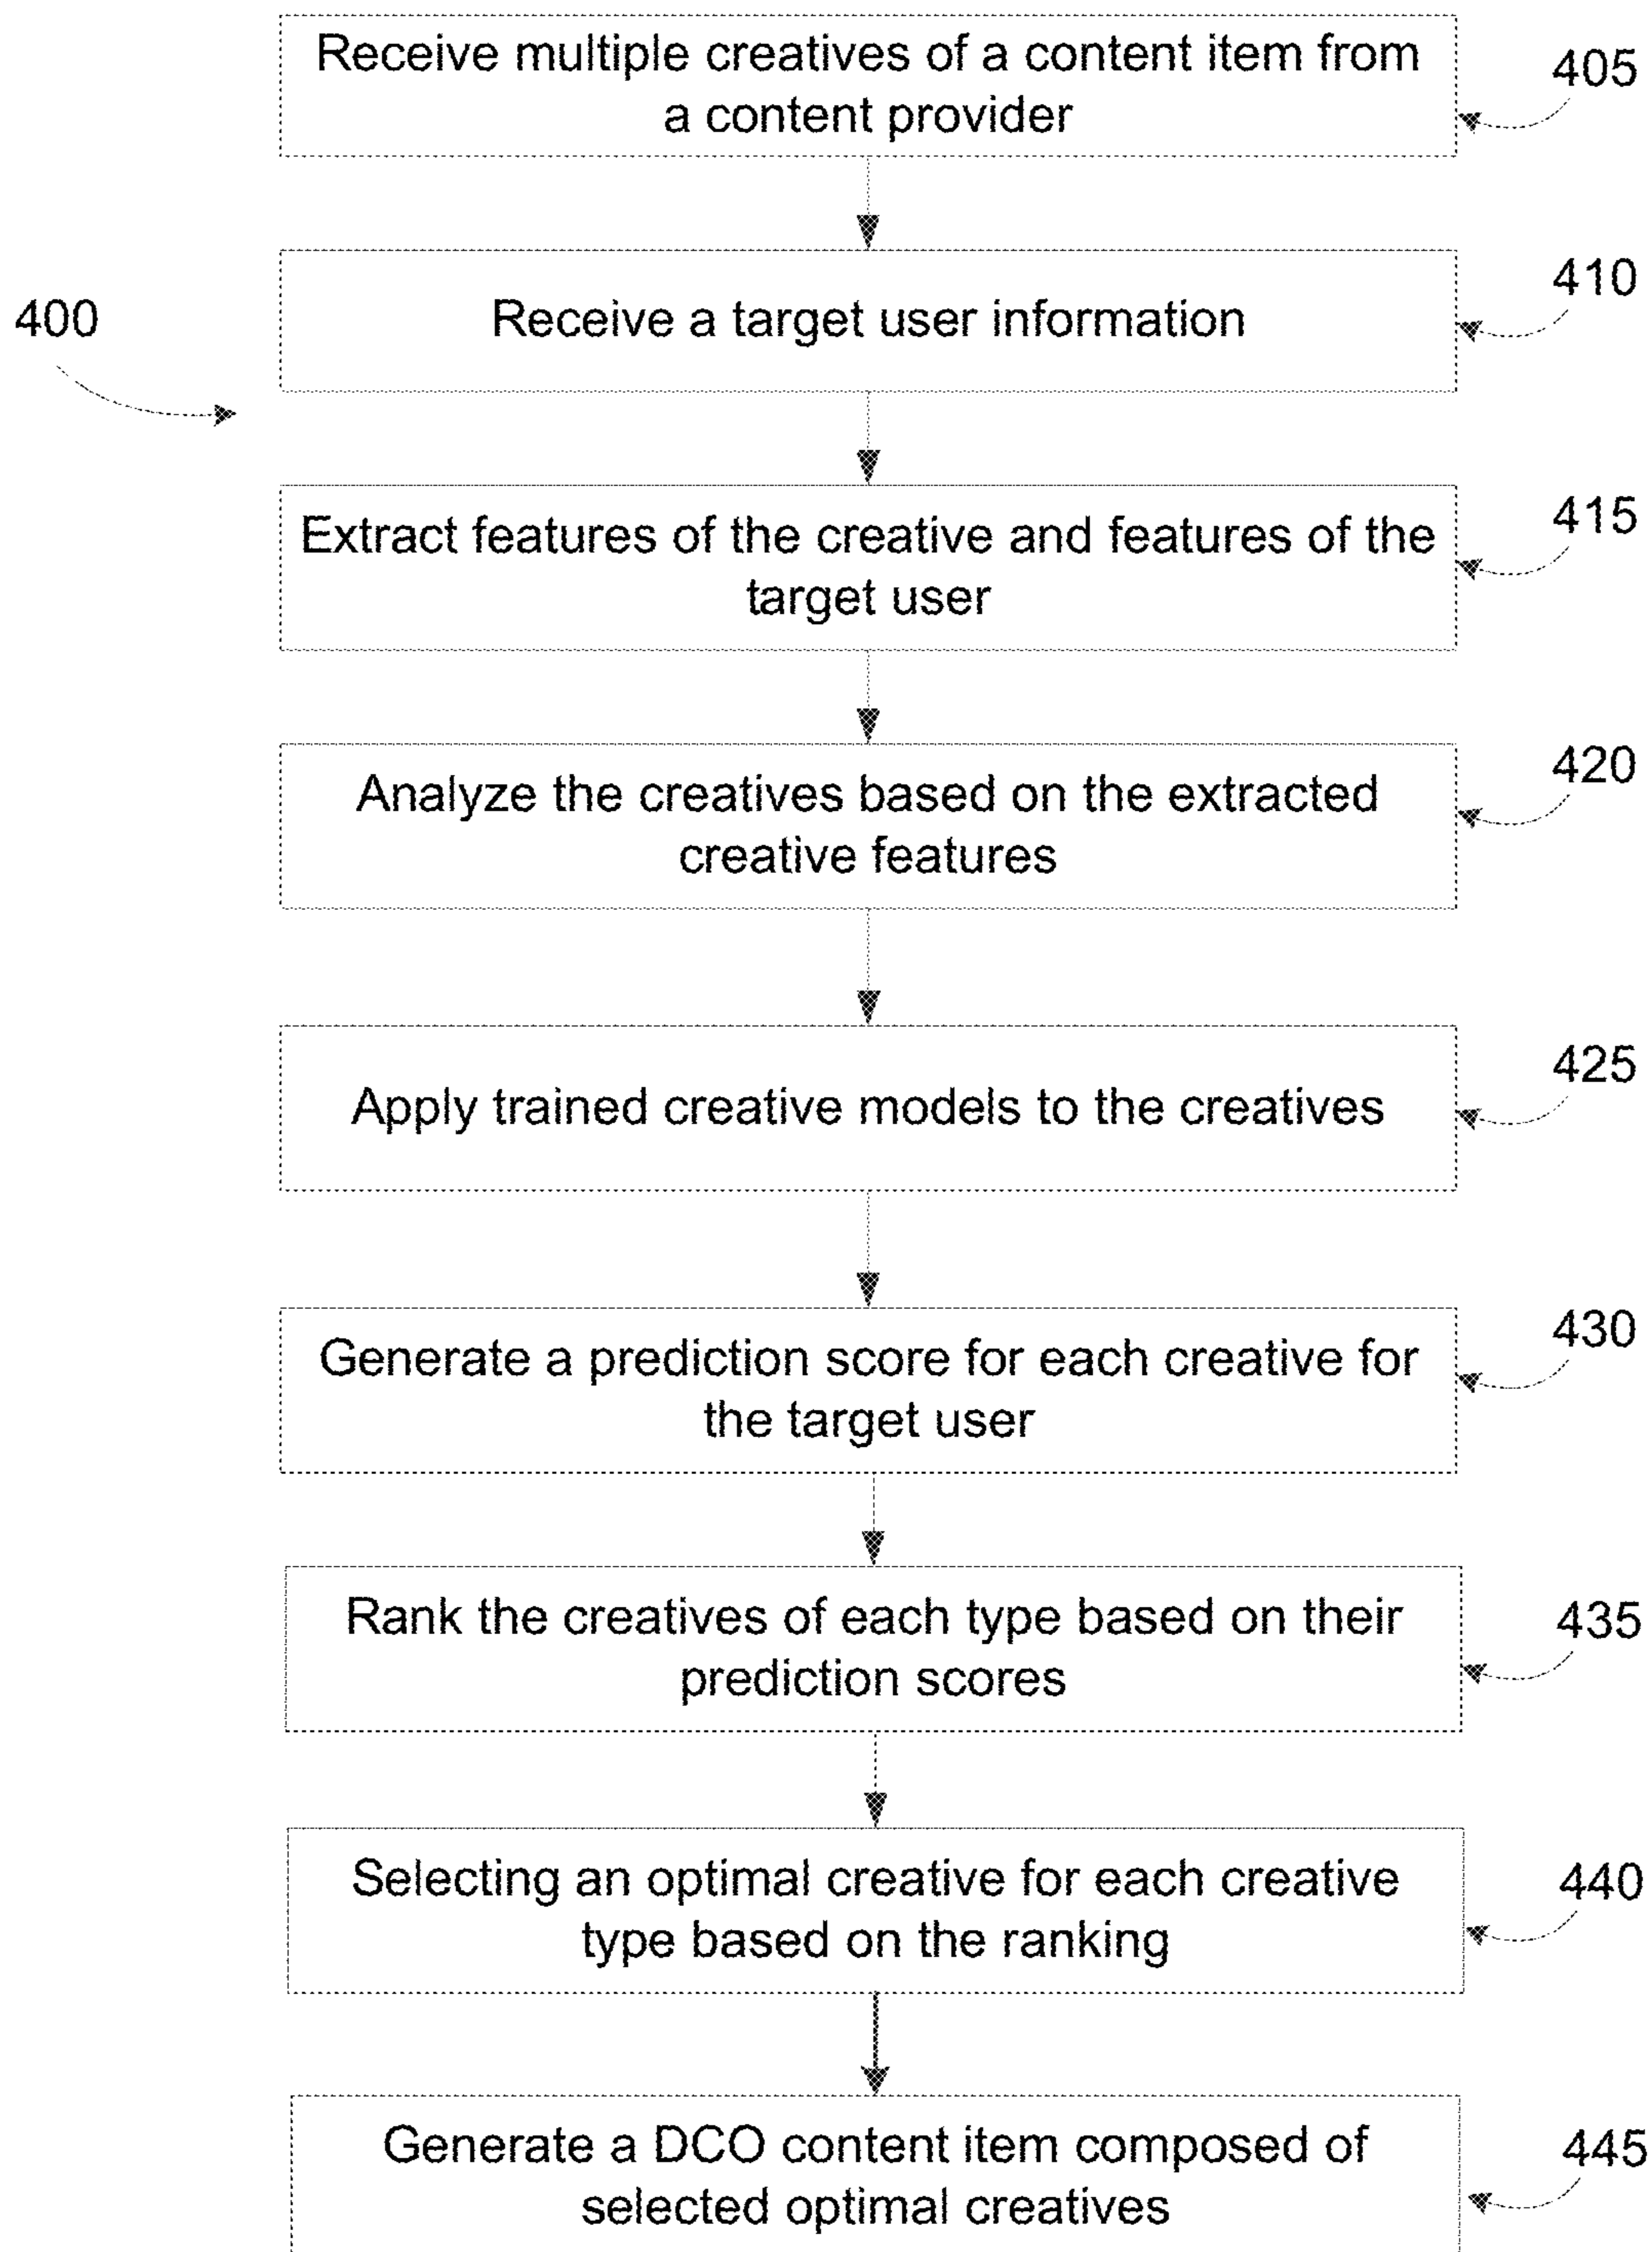 Receive multiple creatives of a content item from
a content provider
405
Receive a target user information
410
400
Extract features of the creative and features of the
target user
415
Analyze the creatives based on the extracted
creative features
420
Apply trained creative models to the creatives
425
Generate a prediction score for each creative for
the target user
430
Rank the creatives of each type based on their
prediction scores
435
Selecting an optimal creative for each creative
type based on the ranking
440
Generate a DCO content item composed of
selected optimal creatives
445